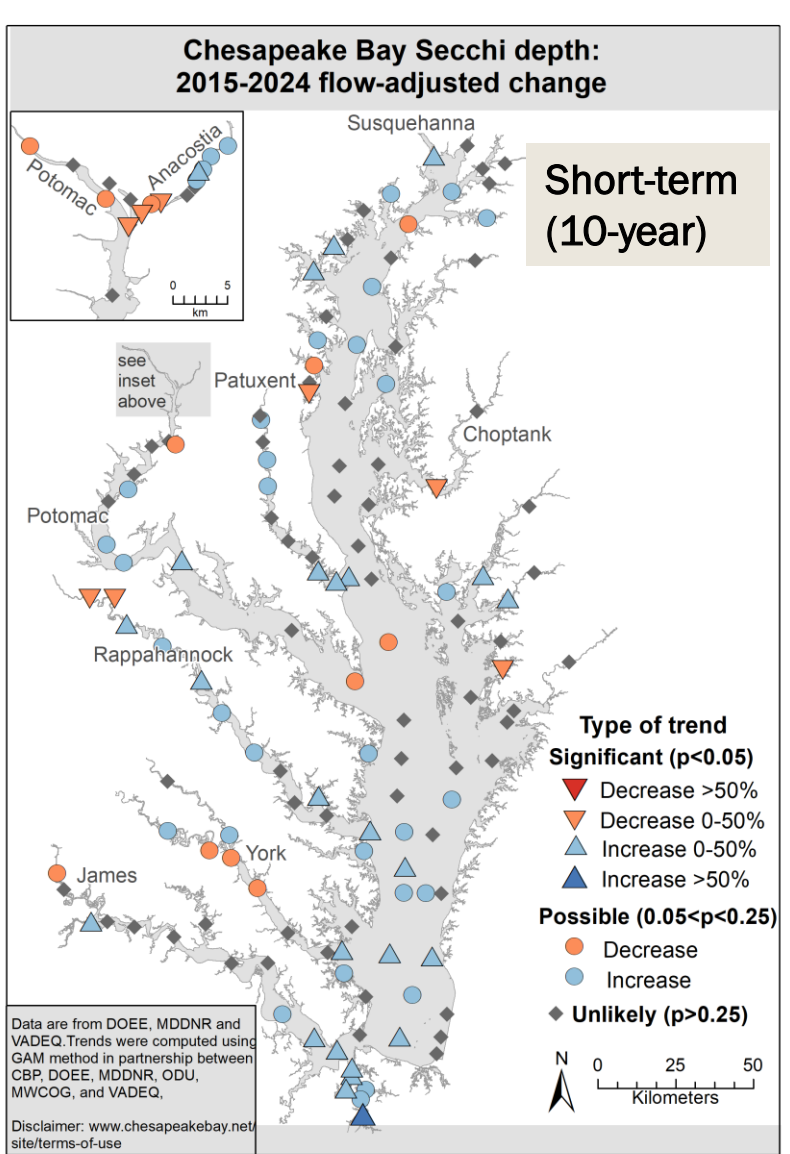 Chesapeake Bay Secchi depth:
2015-2024 flow-adjusted change
Susquehanna
Short-term
(10-year)
Potomac
Anacostia
0 5
km
see
inset
above
Patuxent
Choptank
Potomac
Rappahannock
York
James
Type of trend
Significant (p<0.05)
Decrease >50%
Decrease 0-50%
Increase 0-50%
Increase >50%
Possible (0.05<p<0.25)
Decrease
Increase
Unlikely (p>0.25)
N
0 25 50
Kilometers
Data are from DOEE, MDDNR and
VADEQ.Trends were computed using
GAM method in partnership between
CBP, DOEE, MDDNR, ODU,
MWCOG, and VADEQ,
Disclaimer: www.chesapeakebay.net/
site/terms-of-use